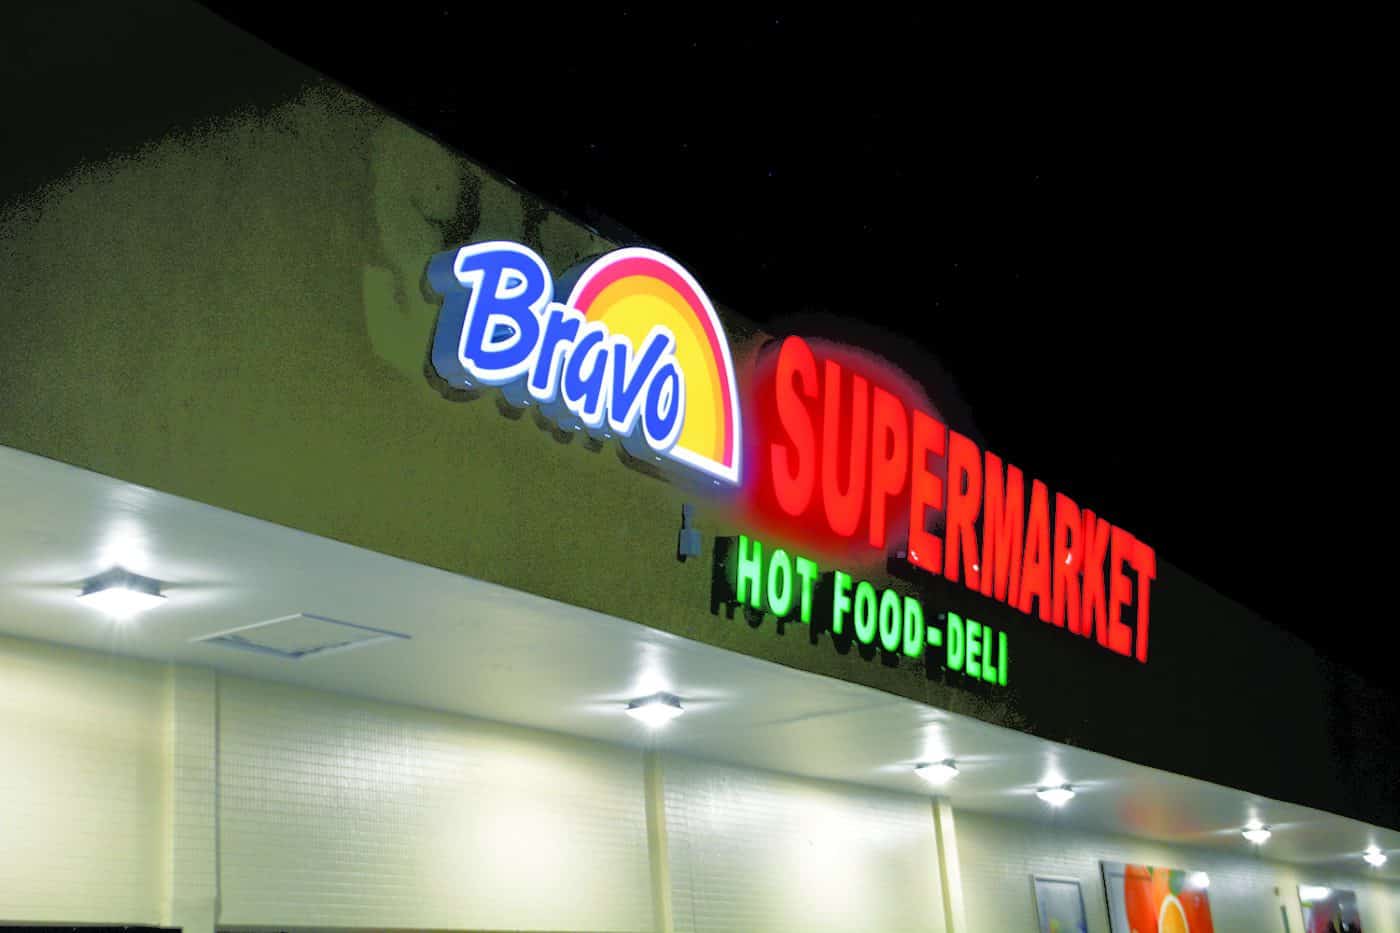 Bravo
SUPERMARKET
HOT FOOD-DELI